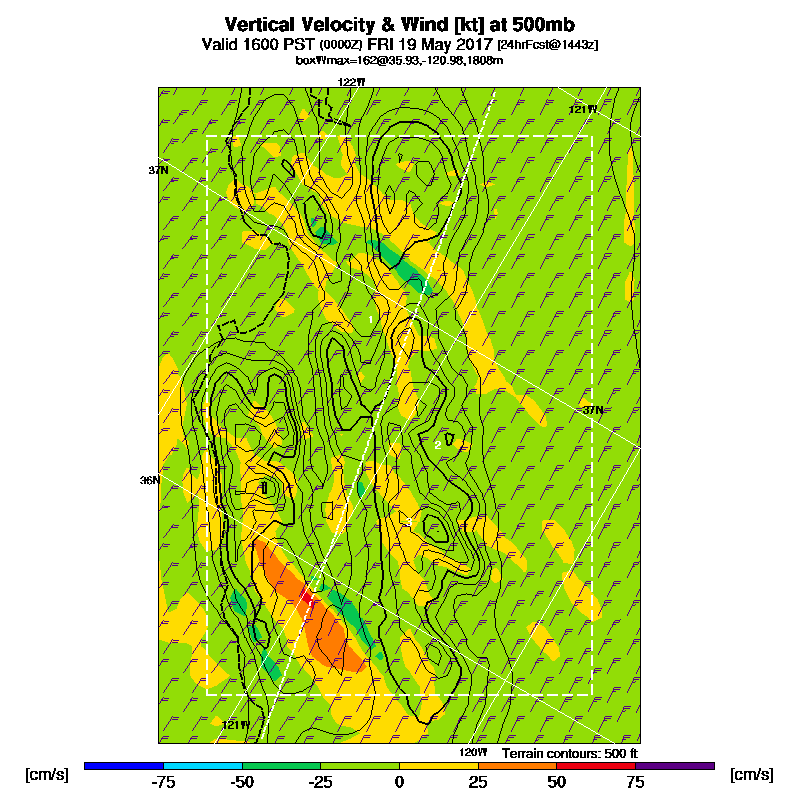 Vertical Velocity & Wind [kt] at 500mb
Valid 1600 PST (0000Z) FRI 19 May 2017 [24hrFcst@1443z]
boxWmax=162@35.93,-120.98,1808m
122W
121W
37N
1
37N
2
36N
3
121W
120W
Terrain contours: 500 ft
[cm/s] -75 -50 -25 0 25 50 75 [cm/s]